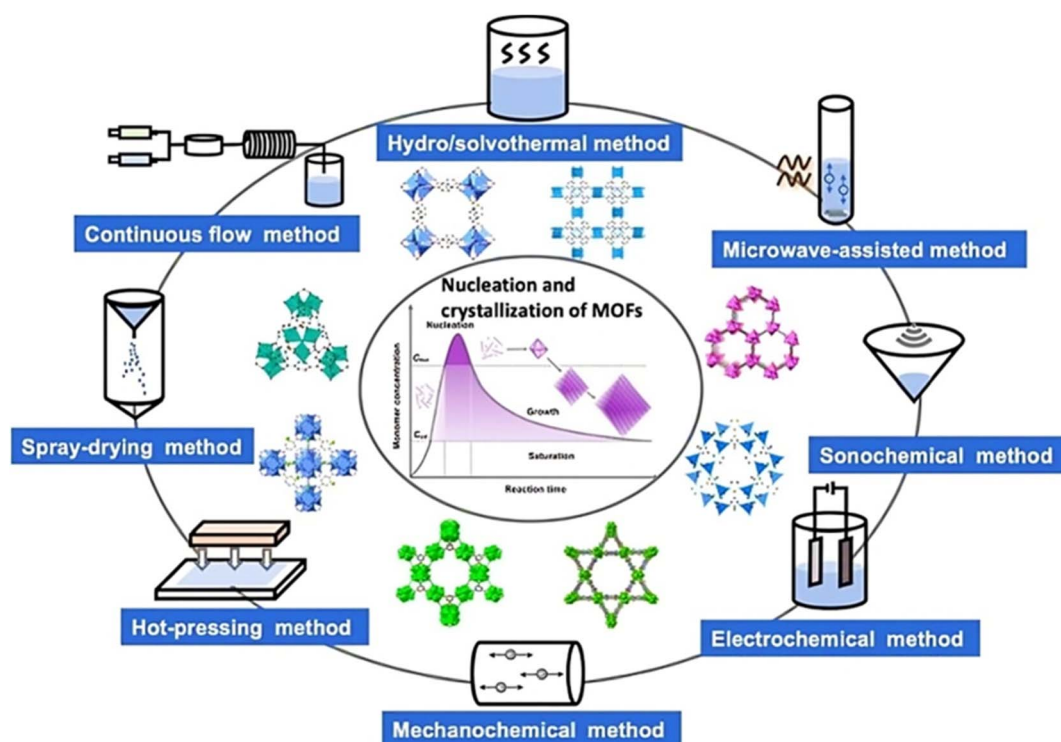 Hydro/solvothermal method
Continuous flow method
Microwave-assisted method
Nucleation and
crystallization of MOFs
Nucleation
Monomer concentration
Growth
Saturation
Reaction time
Spray-drying method
Sonochemical method
Hot-pressing method
Electrochemical method
Mechanochemical method